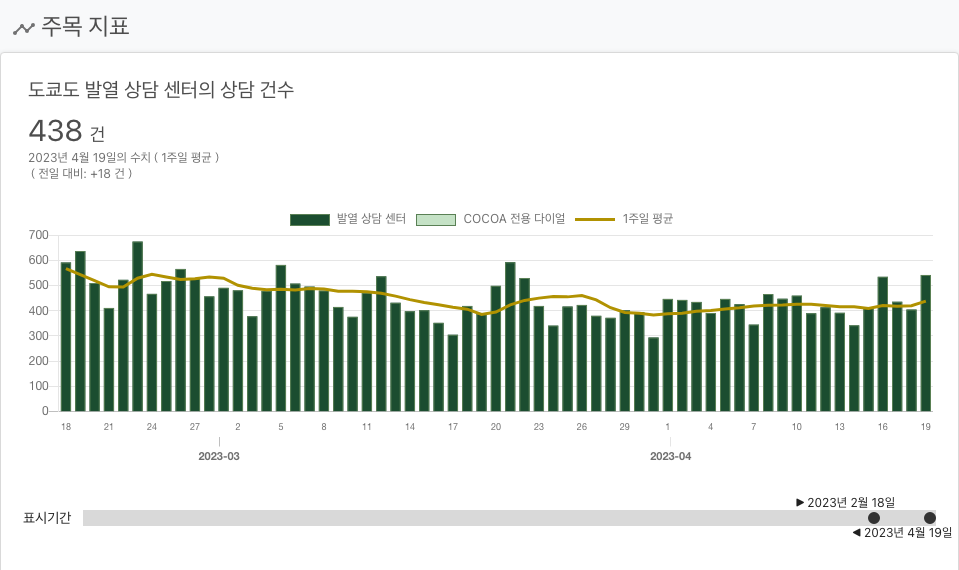 주목 지표
도쿄도 발열 상담 센터의 상담 건수
438 건
2023년 4월 19일의 수치 ( 1주일 평균 )
( 전일 대비: +18 건 )
발열 상담 센터 COCOA 전용 다이얼 1주일 평균
700
600
500
400
300
200
100
0
18 21 24 27 2 5 8 11 14 17 20 23 26 29 1 4 7 10 13 16 19
2023-03 2023-04
▶ 2023년 2월 18일
표시기간
◀ 2023년 4월 19일